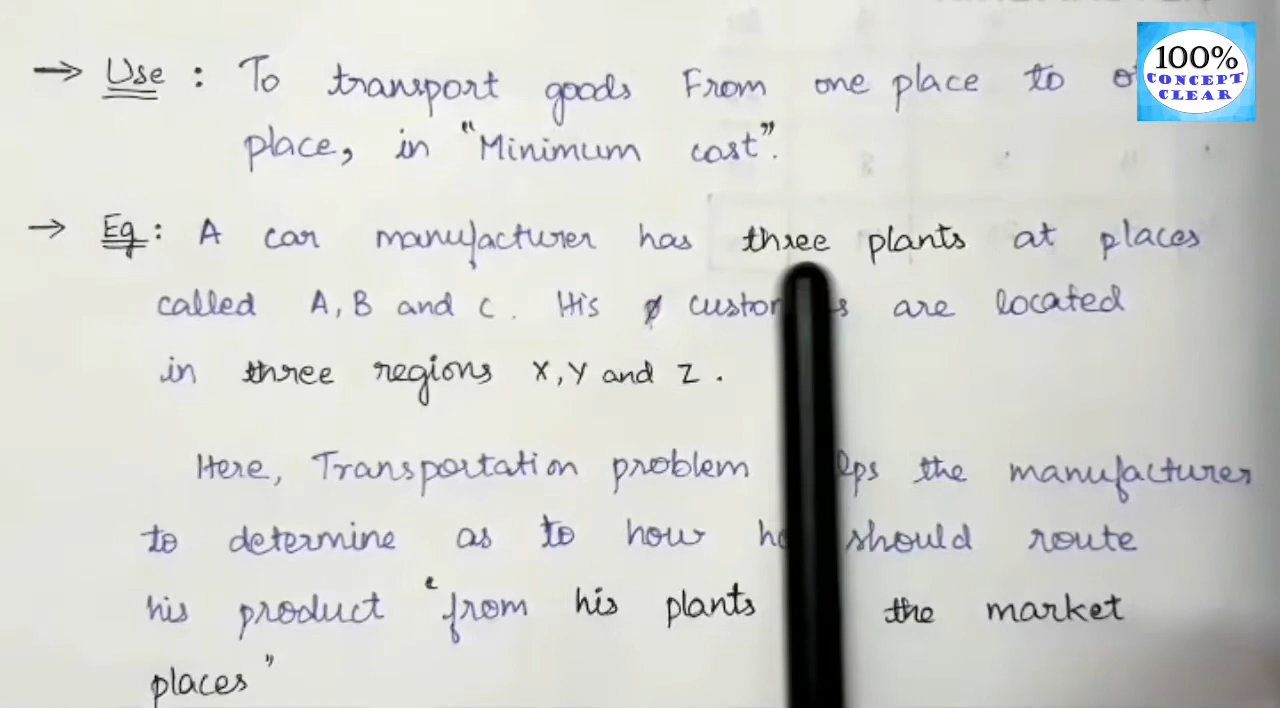 100%
CONCEPT
CLEAR
→ Use : To transport goods From one place to
place, in "Minimum cost".
→ Eg : A car manufacturer has three plants at places
called A, B and C. His are located
in three regions X, Y and Z .
Here, Transportation problem the manufacturer
to determine as to how should route
his product "from his plants the market
places"